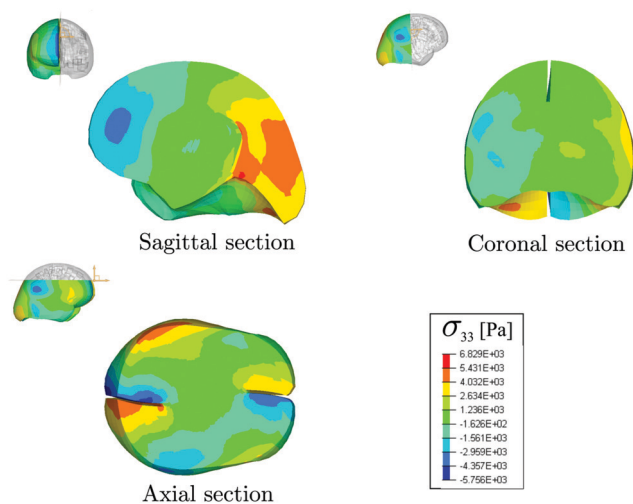 Sagittal section
Coronal section
Axial section
σ33 [Pa]
6.829E+03
5.431E+03
4.032E+03
2.634E+03
1.236E+03
-1.626E+02
-1.561E+03
-2.959E+03
-4.357E+03
-5.756E+03